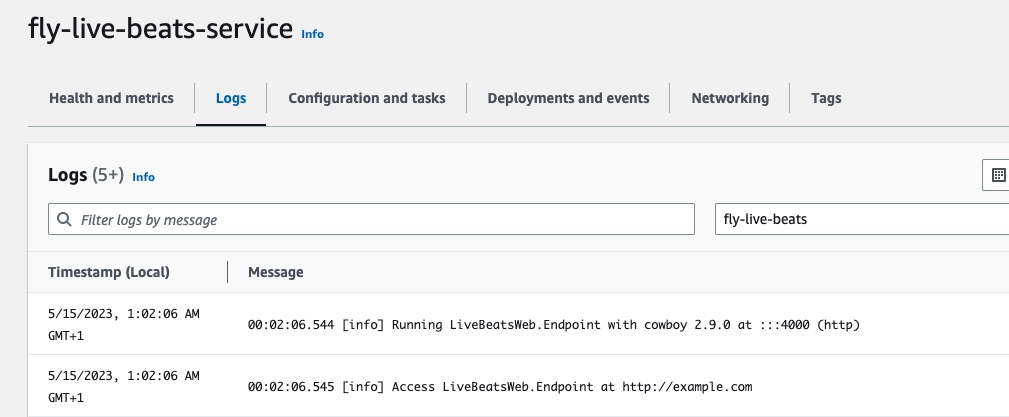 fly-live-beats-service Info
Health and metrics Logs Configuration and tasks Deployments and events Networking Tags
Logs (5+) Info
Filter logs by message fly-live-beats
Timestamp (Local) Message
5/15/2023, 1:02:06 AM
GMT+1
00:02:06.544 [info] Running LiveBeatsWeb.Endpoint with cowboy 2.9.0 at :::4000 (http)
5/15/2023, 1:02:06 AM
GMT+1
00:02:06.545 [info] Access LiveBeatsWeb.Endpoint at http://example.com